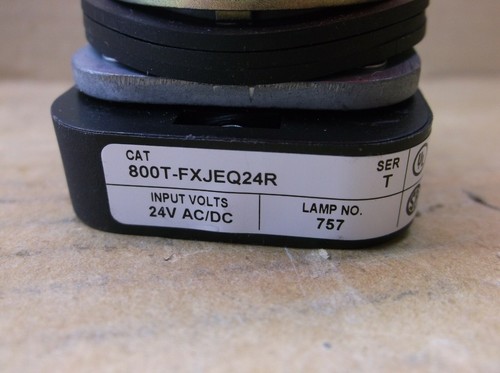 CAT
800T-FXJEQ24R
SER
T
INPUT VOLTS
24V AC/DC
LAMP NO.
757